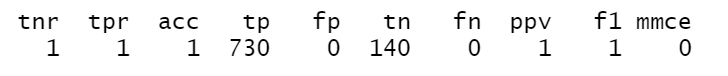 tnr tpr acc tp fp tn fn ppv f1 mmce
1 1 1 730 0 140 0 1 1 0